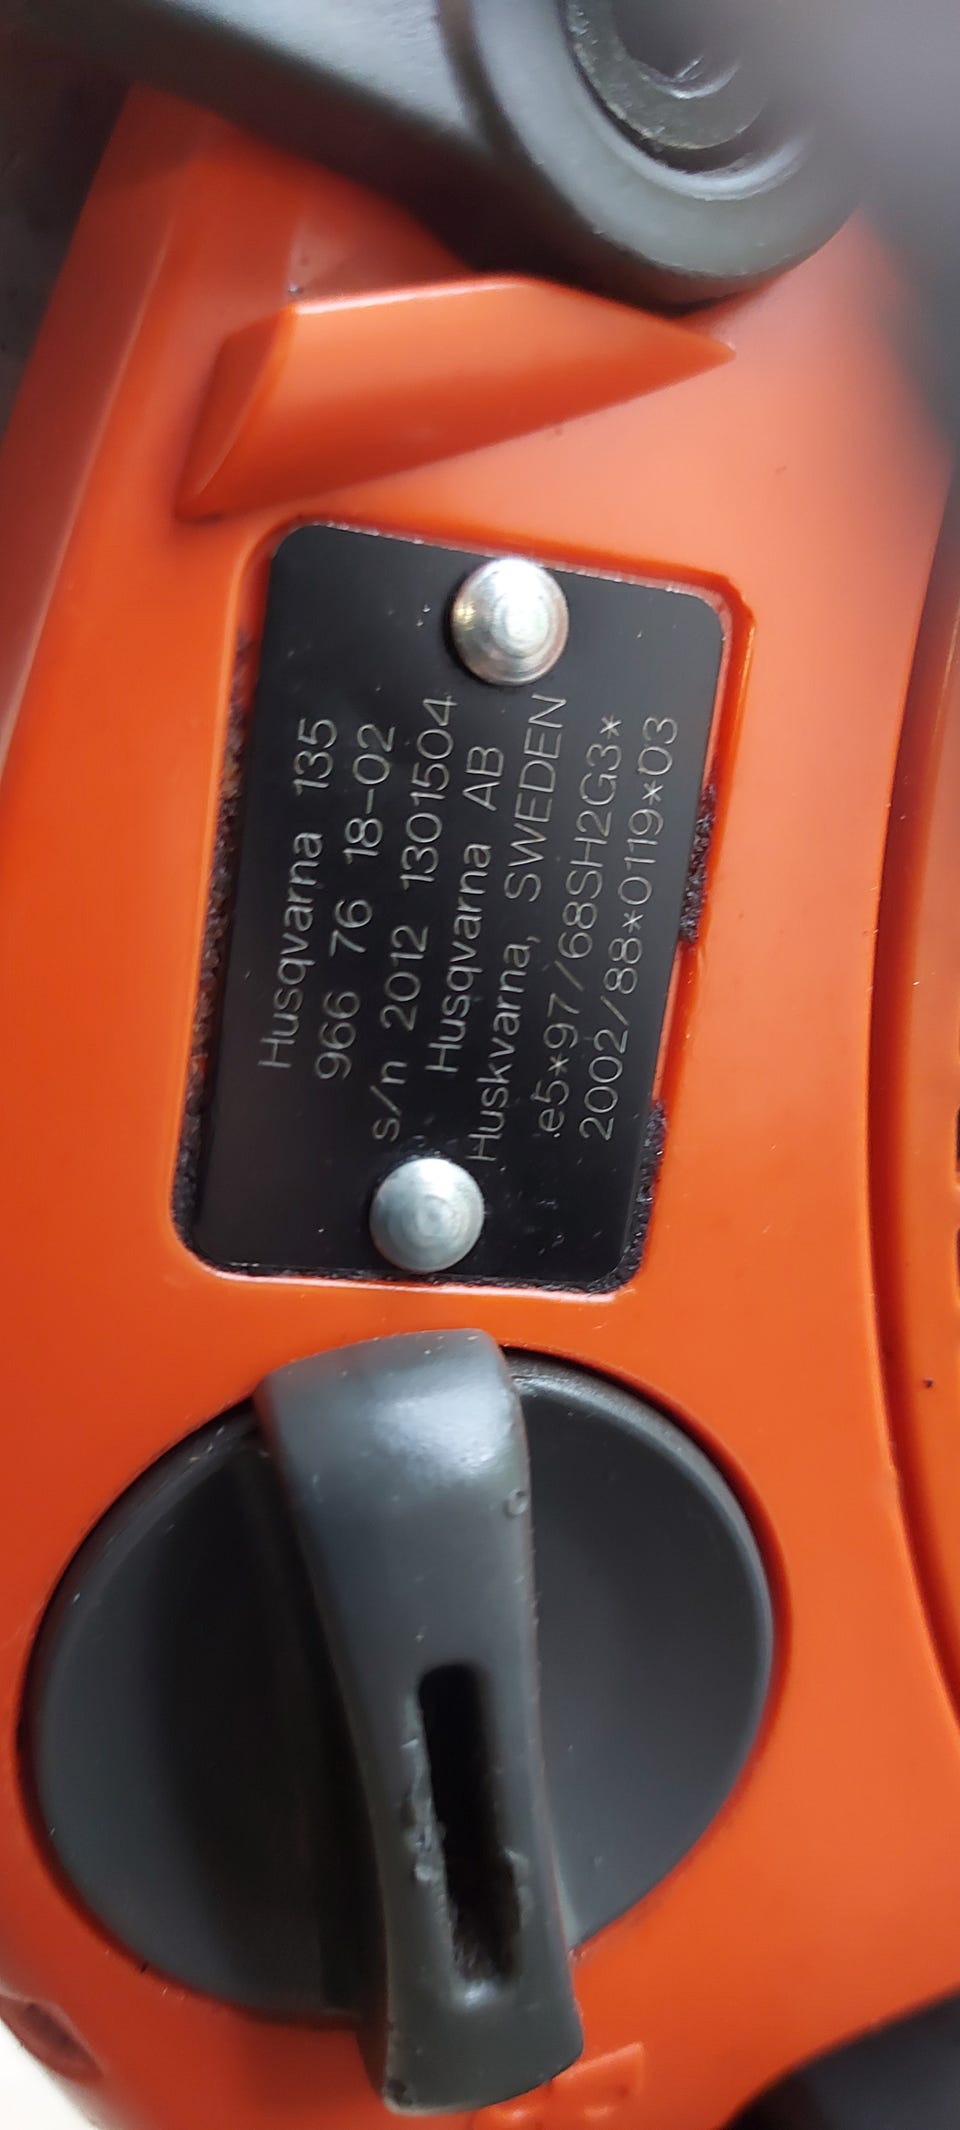 Husqvarna 135
966 76 18-02
s/n 2012 1301504
Husqvarna AB
Huskvarna, SWEDEN
e5*97/68SH2G3*
2002/88*0119*03